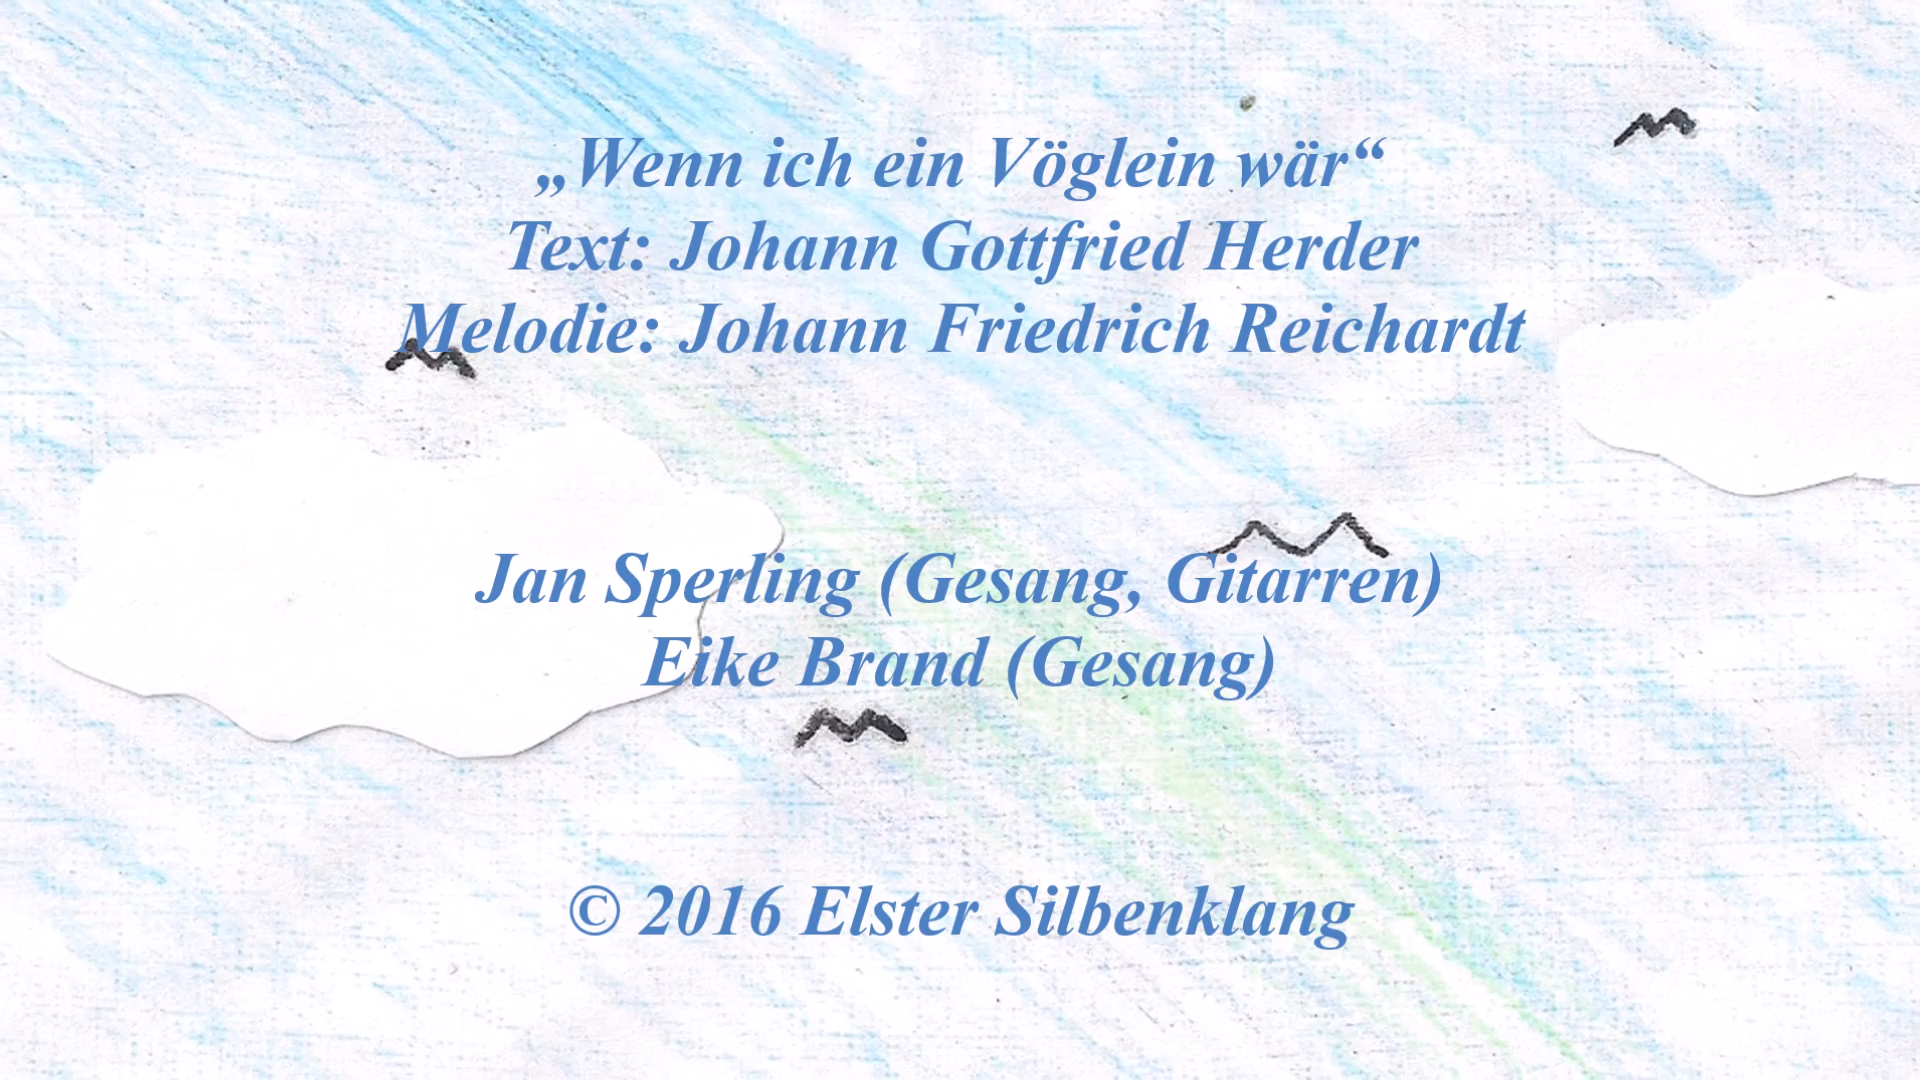 „Wenn ich ein Vöglein wär“
Text: Johann Gottfried Herder
Melodie: Johann Friedrich Reichardt
Jan Sperling (Gesang, Gitarren)
Eike Brand (Gesang)
© 2016 Elster Silbenklang